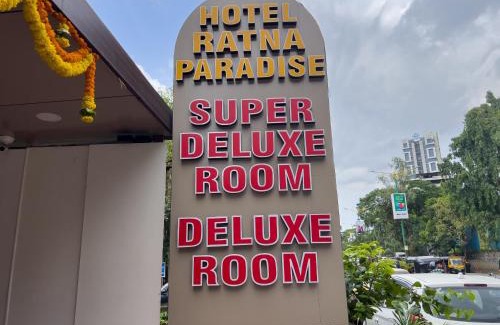 HOTEL
RATNA
PARADISE
SUPER
DELUXE
ROOM
DELUXE
ROOM